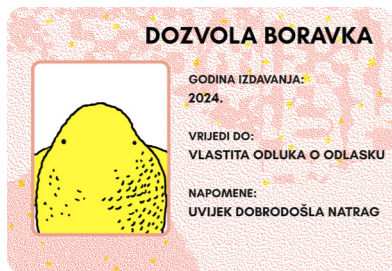 DOZVOLA BORAVKA
GODINA IZDAVANJA:
2024.
VRIJEDI DO:
VLASTITA ODLUKA O ODLASKU
NAPOMENE:
UVIJEK DOBRODOŠLA NATRAG